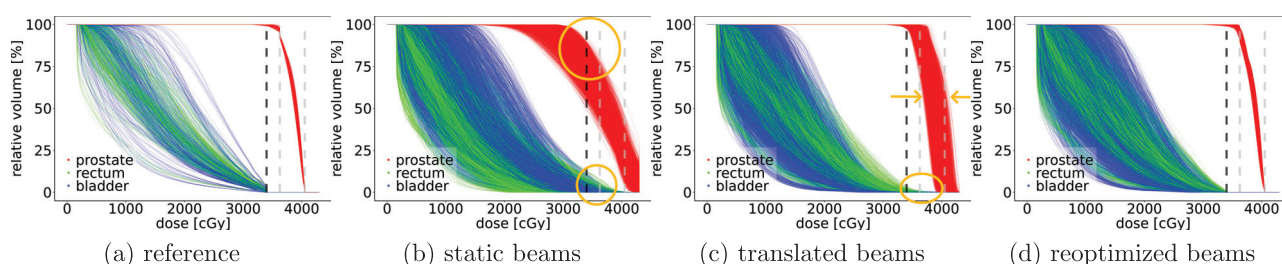 relative volume [%]
100
75
50
25
0
prostate
rectum
bladder
0 1000 2000 3000 4000
dose [cGy]
(a) reference
relative volume [%]
100
75
50
25
0
prostate
rectum
bladder
0 1000 2000 3000 4000
dose [cGy]
(b) static beams
relative volume [%]
100
75
50
25
0
prostate
rectum
bladder
0 1000 2000 3000 4000
dose [cGy]
(c) translated beams
relative volume [%]
100
75
50
25
0
prostate
rectum
bladder
0 1000 2000 3000 4000
dose [cGy]
(d) reoptimized beams